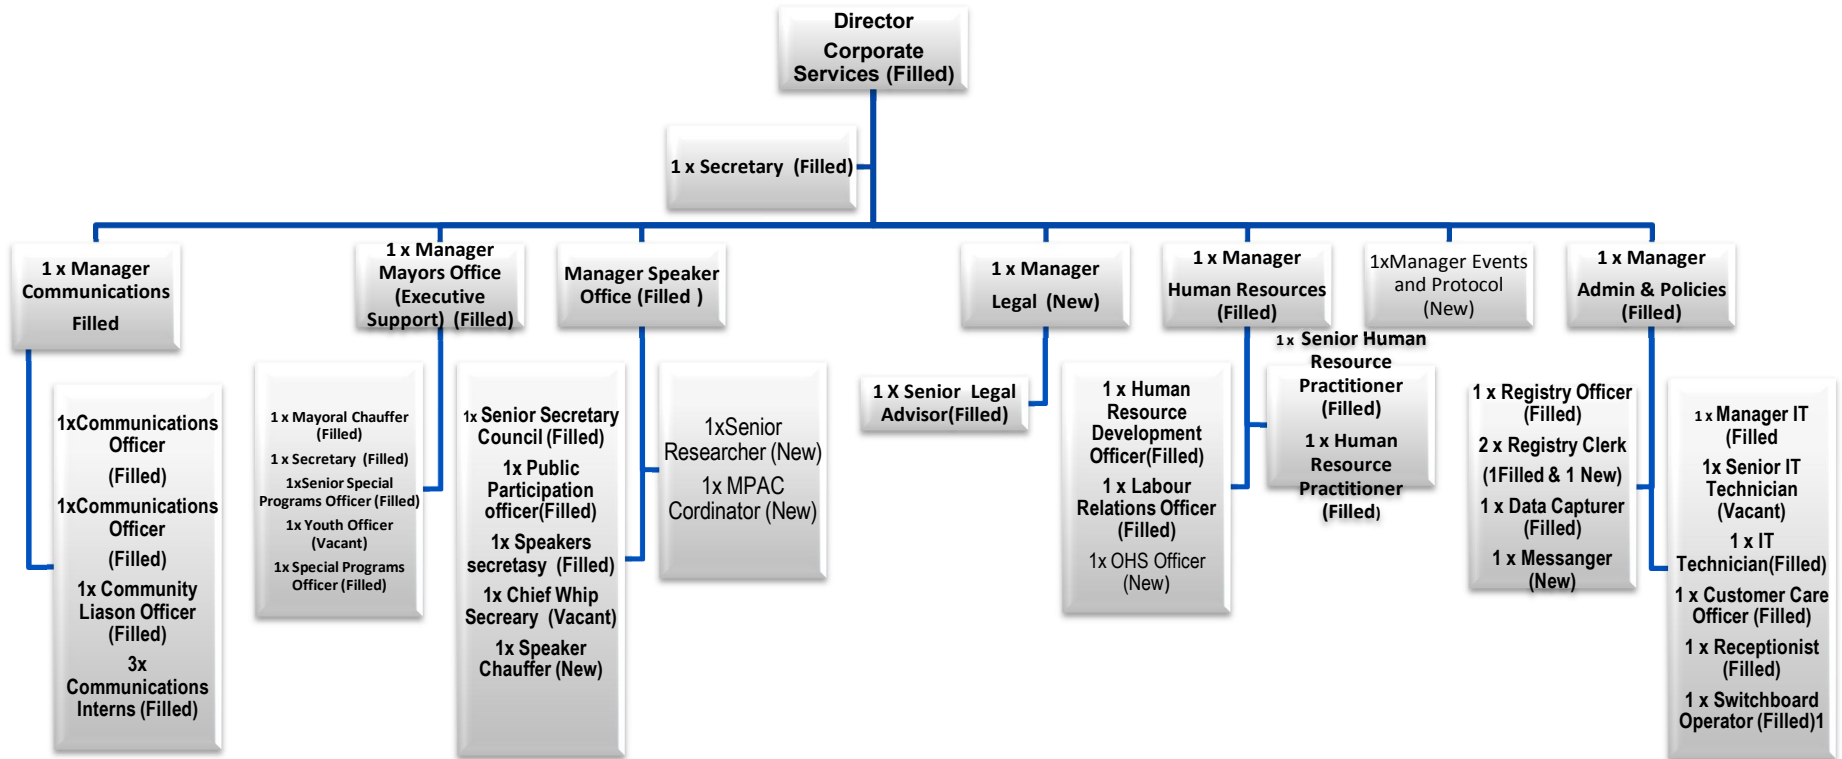 Director
Corporate
Services (Filled)
1 x Secretary (Filled)
1 x Manager
Communications
Filled
1 x Manager
Mayors Office
(Executive
Support) (Filled)
Manager Speaker
Office (Filled )
1 x Manager
Legal (New)
1 x Manager
Human Resources
(Filled)
1xManager Events
and Protocol
(New)
1 x Manager
Admin & Policies
(Filled)
1xCommunications
Officer
(Filled)
1xCommunications
Officer
(Filled)
1x Community
Liason Officer
(Filled)
3x
Communications
Interns (Filled)
1 x Mayoral Chauffer
(Filled)
1 x Secretary (Filled)
1xSenior Special
Programs Officer (Filled)
1x Youth Officer
(Vacant)
1x Special Programs
Officer (Filled)
1x Senior Secretary
Council (Filled)
1x Public
Participation
officer(Filled)
1x Speakers
secretasy (Filled)
1x Chief Whip
Secreary (Vacant)
1x Speaker
Chauffer (New)
1xSenior
Researcher (New)
1x MPAC
Cordinator (New)
1 X Senior Legal
Advisor(Filled)
1 x Human
Resource
Development
Officer(Filled)
1 x Labour
Relations Officer
(Filled)
1x OHS Officer
(New)
1 x Senior Human
Resource
Practitioner
(Filled)
1 x Human
Resource
Practitioner
(Filled)
1 x Registry Officer
(Filled)
2 x Registry Clerk
(1Filled & 1 New)
1 x Data Capturer
(Filled)
1 x Messanger
(New)
1 x Manager IT
(Filled
1x Senior IT
Technician
(Vacant)
1 x IT
Technician(Filled)
1 x Customer Care
Officer (Filled)
1 x Receptionist
(Filled)
1 x Switchboard
Operator (Filled)1